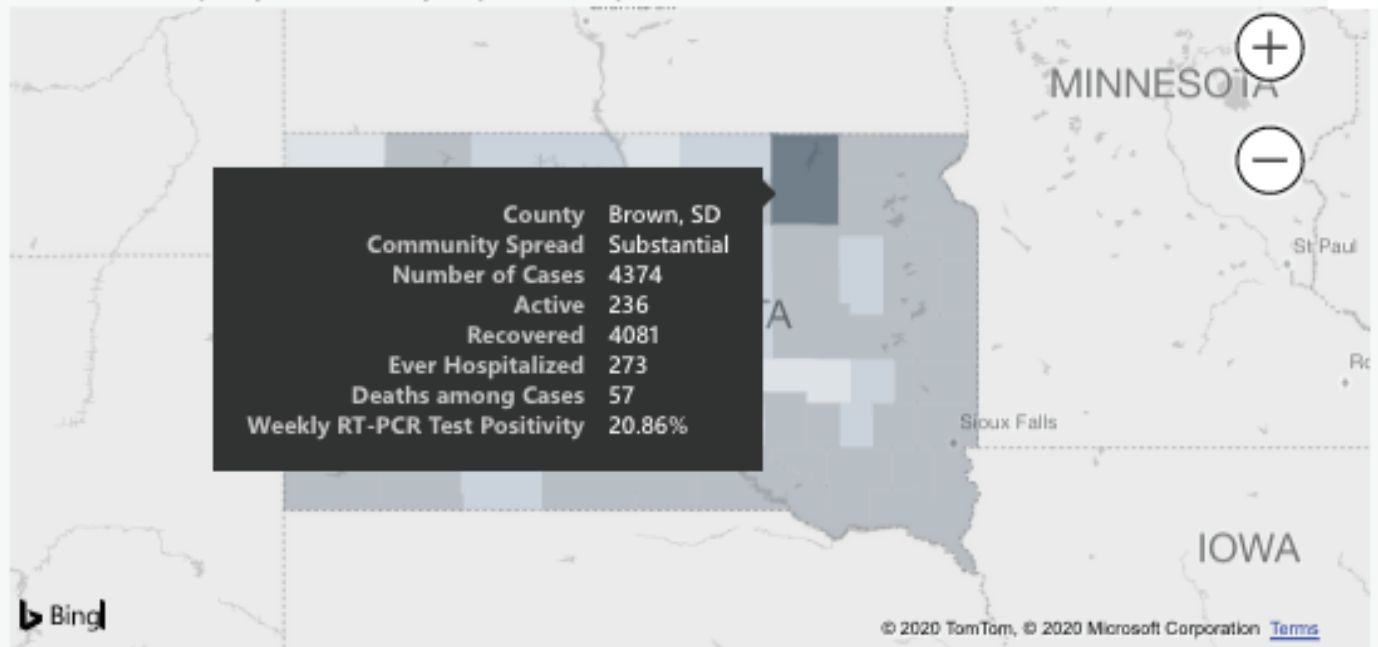 MINNESOTA
County Brown, SD
Community Spread Substantial
Number of Cases 4374
Active 236
Recovered 4081
Ever Hospitalized 273
Deaths among Cases 57
Weekly RT-PCR Test Positivity 20.86%
TA
St Paul
Ro
Sioux Falls
IOWA
Bing
© 2020 TomTom, © 2020 Microsoft Corporation Terms